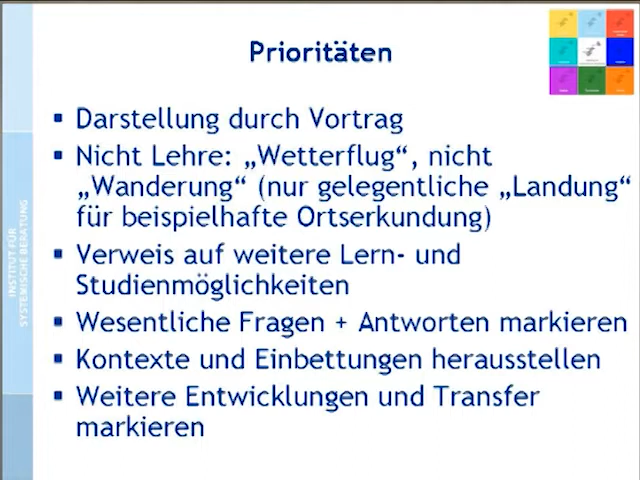 Prioritäten
▪ Darstellung durch Vortrag
▪ Nicht Lehre: „Wetterflug“, nicht
„Wanderung“ (nur gelegentliche „Landung“
für beispielhafte Ortserkundung)
▪ Verweis auf weitere Lern- und
Studienmöglichkeiten
▪ Wesentliche Fragen + Antworten markieren
▪ Kontexte und Einbettungen herausstellen
▪ Weitere Entwicklungen und Transfer
markieren
INSTITUT FÜR
SYSTEMISCHE BERATUNG